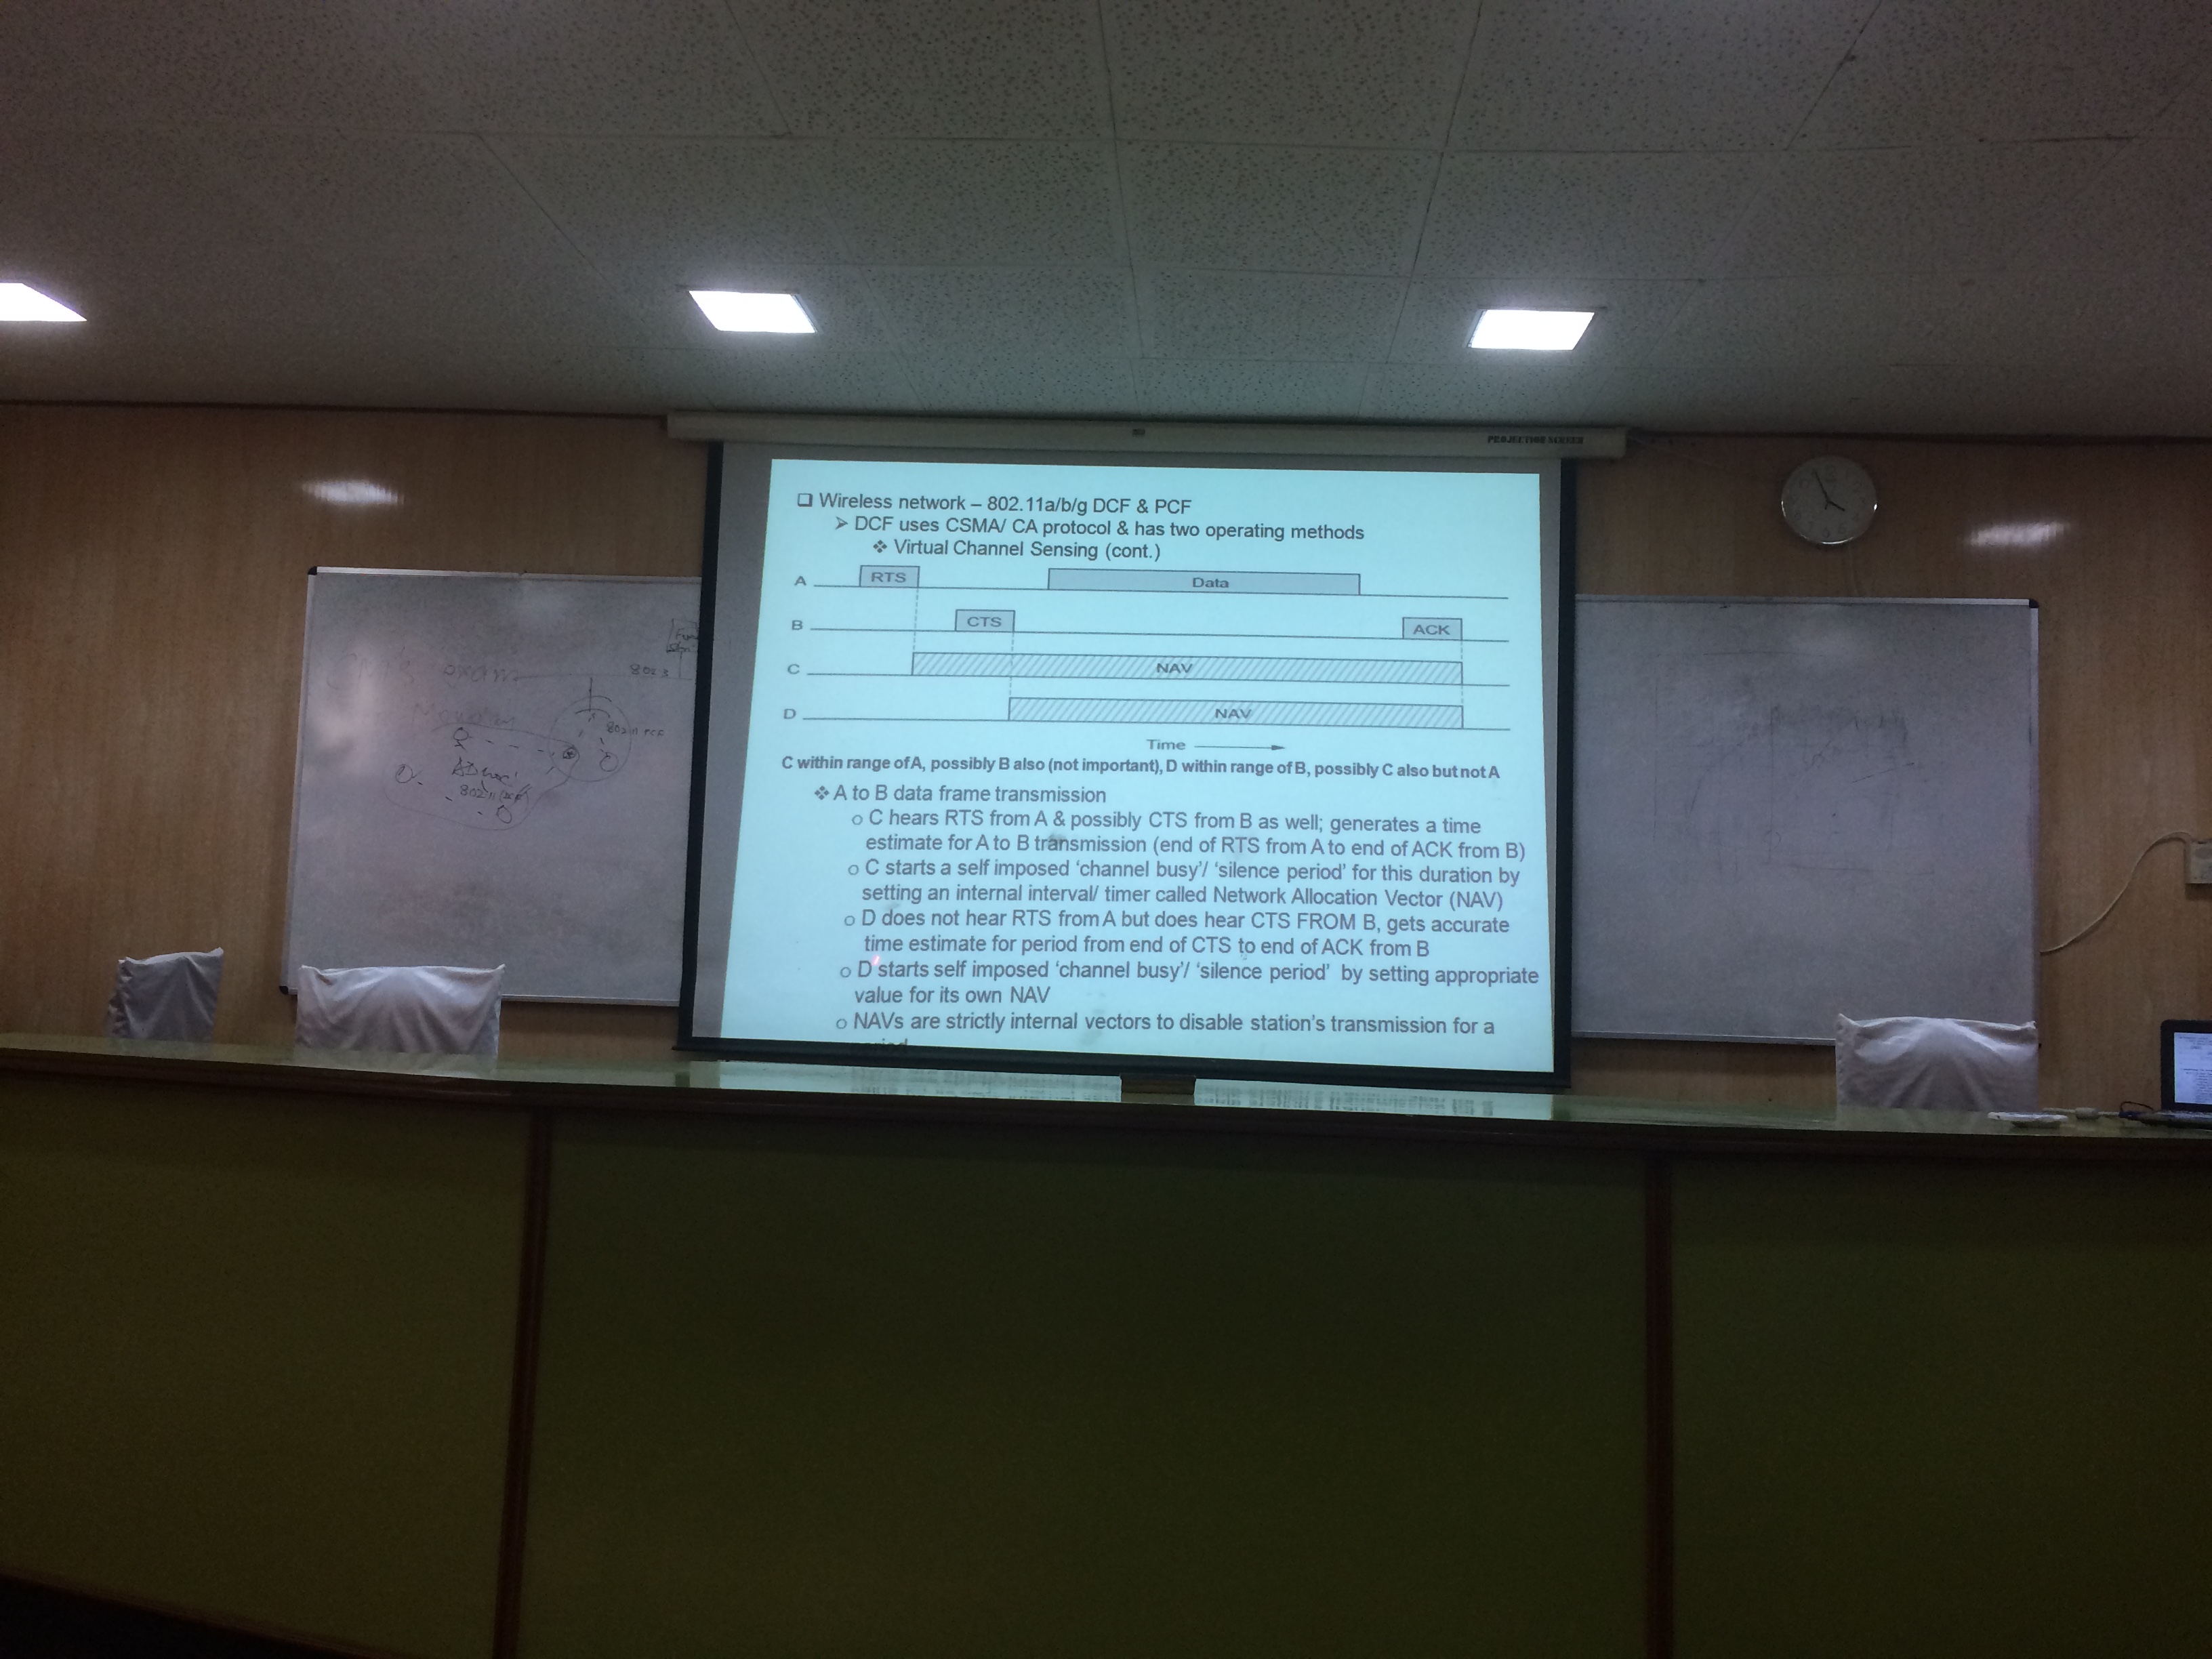 PROJECTION SCREEN
❑ Wireless network – 802.11a/b/g DCF & PCF
➢ DCF uses CSMA/ CA protocol & has two operating methods
❖ Virtual Channel Sensing (cont.)
A RTS Data
B CTS ACK
C NAV
D NAV
Time
C within range of A, possibly B also (not important), D within range of B, possibly C also but not A
❖ A to B data frame transmission
o C hears RTS from A & possibly CTS from B as well; generates a time
estimate for A to B transmission (end of RTS from A to end of ACK from B)
o C starts a self imposed ‘channel busy’/ ‘silence period’ for this duration by
setting an internal interval/ timer called Network Allocation Vector (NAV)
o D does not hear RTS from A but does hear CTS FROM B, gets accurate
time estimate for period from end of CTS to end of ACK from B
o D starts self imposed ‘channel busy’/ ‘silence period’ by setting appropriate
value for its own NAV
o NAVs are strictly internal vectors to disable station’s transmission for a
period
exam
802.3
802.11 PCF